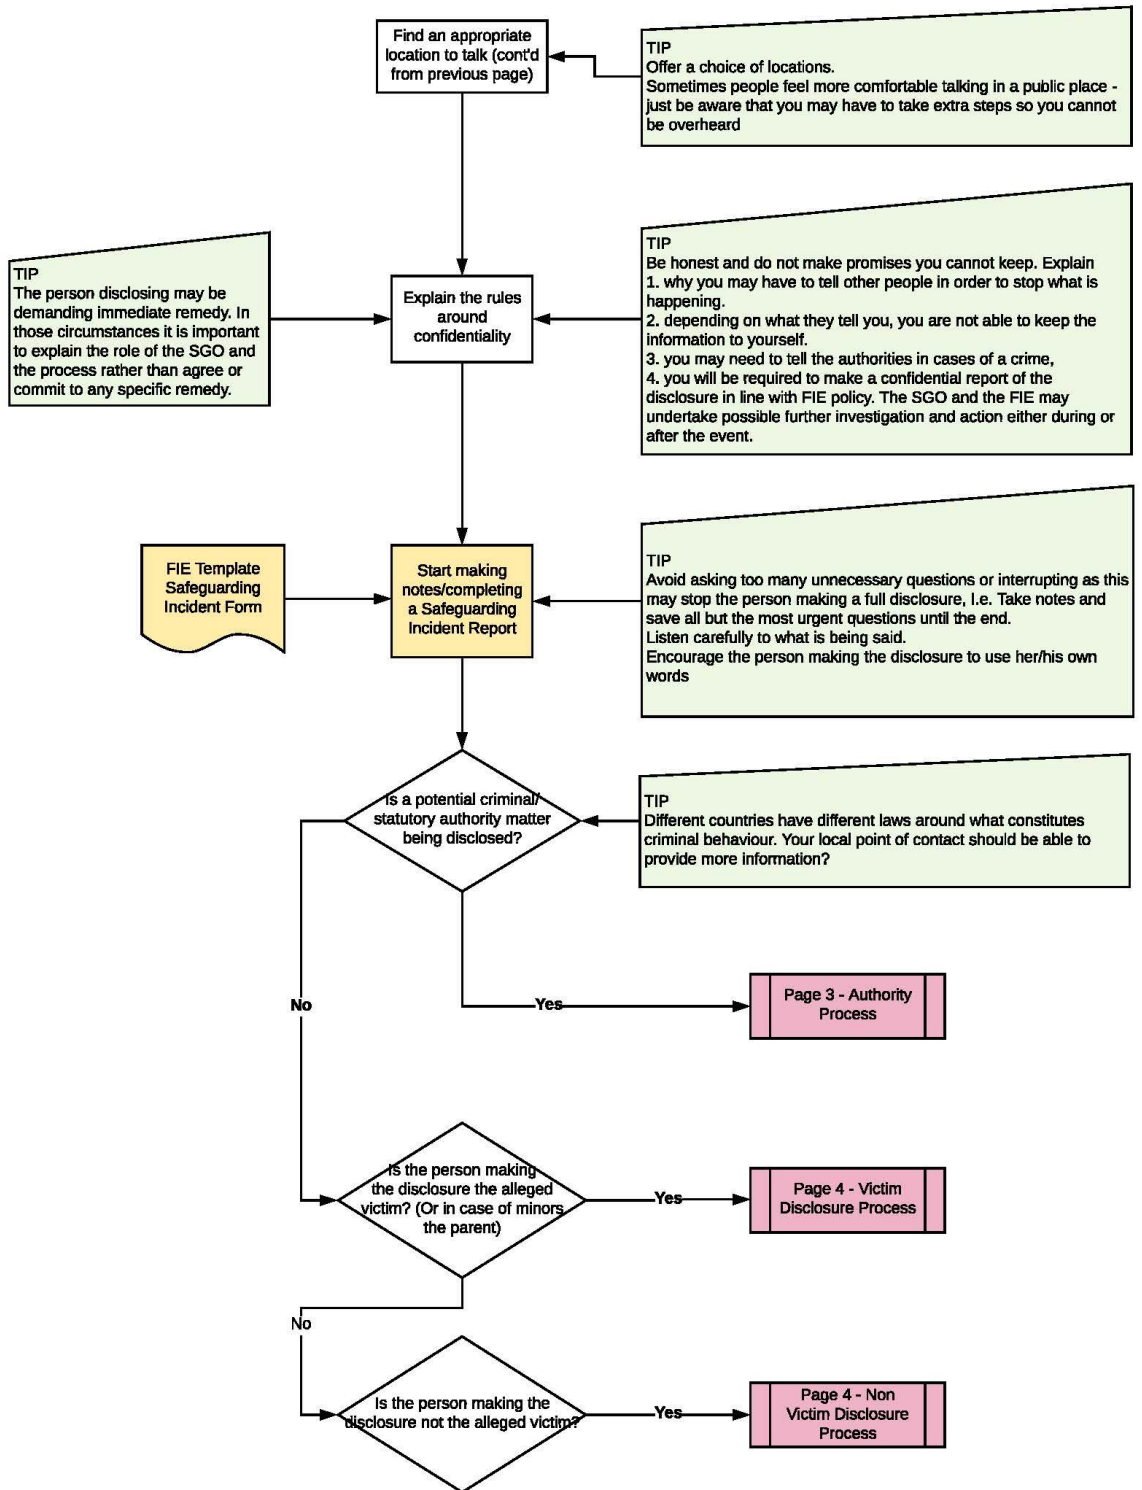 Find an appropriate
location to talk (cont'd
from previous page)
TIP
Offer a choice of locations.
Sometimes people feel more comfortable talking in a public place -
just be aware that you may have to take extra steps so you cannot
be overheard
TIP
The person disclosing may be
demanding immediate remedy. In
those circumstances it is important
to explain the role of the SGO and
the process rather than agree or
commit to any specific remedy.
Explain the rules
around
confidentiality
TIP
Be honest and do not make promises you cannot keep. Explain
1. why you may have to tell other people in order to stop what is
happening.
2. depending on what they tell you, you are not able to keep the
information to yourself.
3. you may need to tell the authorities in cases of a crime,
4. you will be required to make a confidential report of the
disclosure in line with FIE policy. The SGO and the FIE may
undertake possible further investigation and action either during or
after the event.
FIE Template
Safeguarding
Incident Form
Start making
notes/completing
a Safeguarding
Incident Report
TIP
Avoid asking too many unnecessary questions or interrupting as this
may stop the person making a full disclosure, I.e. Take notes and
save all but the most urgent questions until the end.
Listen carefully to what is being said.
Encourage the person making the disclosure to use her/his own
words
Is a potential criminal/
statutory authority matter
being disclosed?
TIP
Different countries have different laws around what constitutes
criminal behaviour. Your local point of contact should be able to
provide more information?
No
Yes
Page 3 - Authority
Process
Is the person making
the disclosure the alleged
victim? (Or in case of minors
the parent)
Yes
Page 4 - Victim
Disclosure Process
No
Is the person making the
disclosure not the alleged victim?
Yes
Page 4 - Non
Victim Disclosure
Process